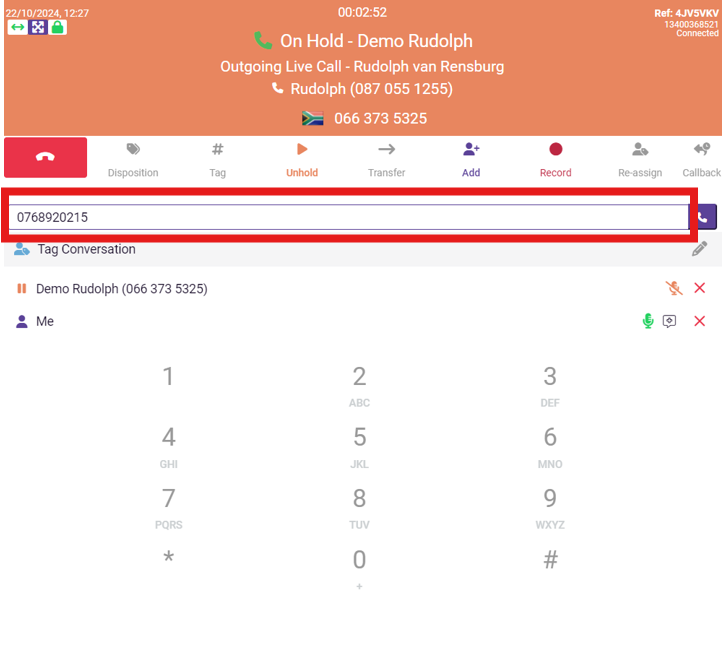 22/10/2024, 12:27
00:02:52
Ref: 4JV5VKV
13400368521
Connected
On Hold - Demo Rudolph
Outgoing Live Call - Rudolph van Rensburg
Rudolph (087 055 1255)
066 373 5325
Disposition
# Tag
Unhold
Transfer
Add
Record
Re-assign
Callback
0768920215
Tag Conversation
Demo Rudolph (066 373 5325)
Me
1 2 3
ABC DEF
4 5 6
GHI JKL MNO
7 8 9
PQRS TUV WXYZ
* 0 #
+